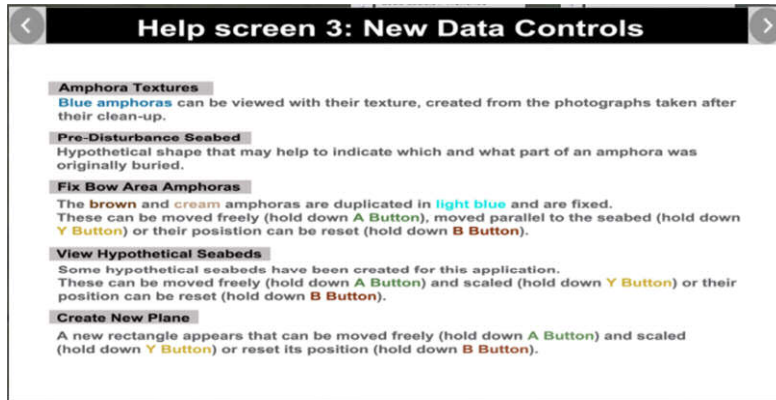 Help screen 3: New Data Controls
Amphora Textures
Blue amphoras can be viewed with their texture, created from the photographs taken after
their clean-up.
Pre-Disturbance Seabed
Hypothetical shape that may help to indicate which and what part of an amphora was
originally buried.
Fix Bow Area Amphoras
The brown and cream amphoras are duplicated in light blue and are fixed.
These can be moved freely (hold down A Button), moved parallel to the seabed (hold down
Y Button) or their posistion can be reset (hold down B Button).
View Hypothetical Seabeds
Some hypothetical seabeds have been created for this application.
These can be moved freely (hold down A Button) and scaled (hold down Y Button) or their
position can be reset (hold down B Button).
Create New Plane
A new rectangle appears that can be moved freely (hold down A Button) and scaled
(hold down Y Button) or reset its position (hold down B Button).